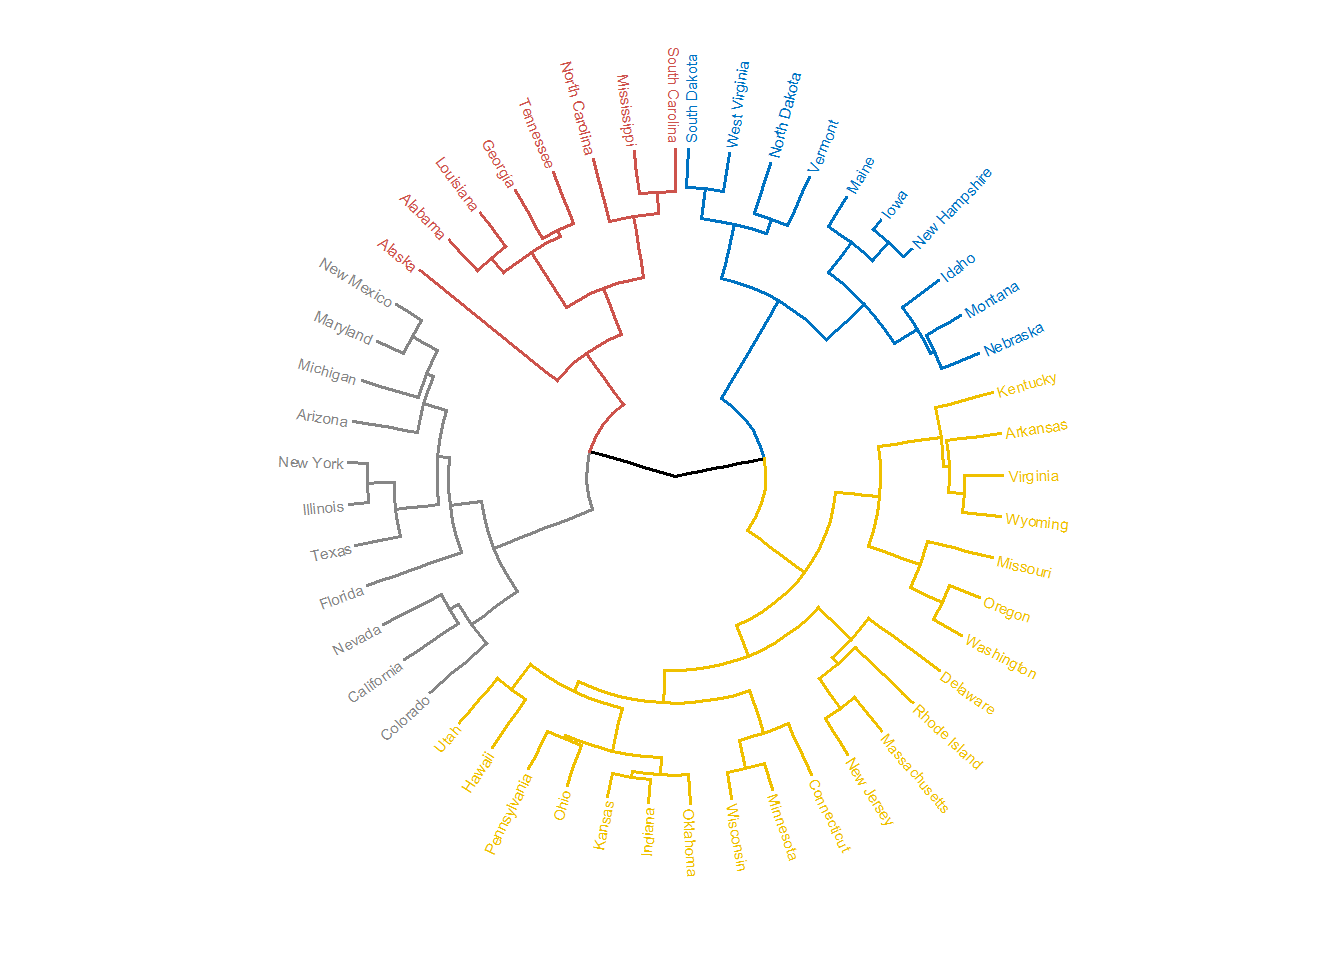 South Dakota
West Virginia
North Dakota
Vermont
Maine
Iowa
New Hampshire
Idaho
Montana
Nebraska
Kentucky
Arkansas
Virginia
Wyoming
Missouri
Oregon
Washington
Delaware
Rhode Island
Massachusetts
New Jersey
Connecticut
Minnesota
Wisconsin
Oklahoma
Indiana
Kansas
Ohio
Pennsylvania
Hawaii
Utah
Colorado
California
Nevada
Florida
Texas
Illinois
New York
Arizona
Michigan
Maryland
New Mexico
Alaska
Alabama
Louisiana
Georgia
Tennessee
North Carolina
Mississippi
South Carolina